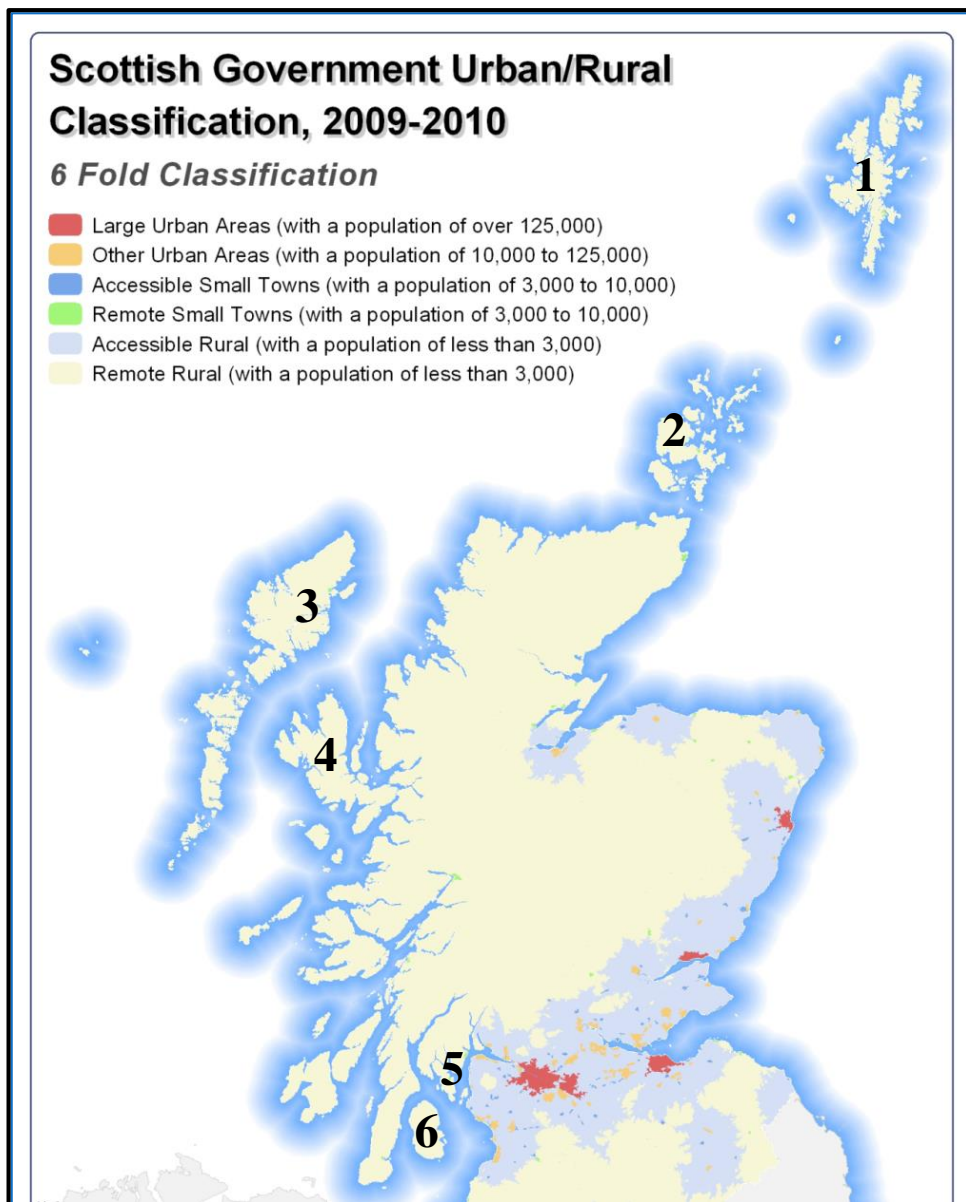 Scottish Government Urban/Rural
Classification, 2009-2010
6 Fold Classification
Large Urban Areas (with a population of over 125,000)
Other Urban Areas (with a population of 10,000 to 125,000)
Accessible Small Towns (with a population of 3,000 to 10,000)
Remote Small Towns (with a population of 3,000 to 10,000)
Accessible Rural (with a population of less than 3,000)
Remote Rural (with a population of less than 3,000)
1
2
3
4
5
6